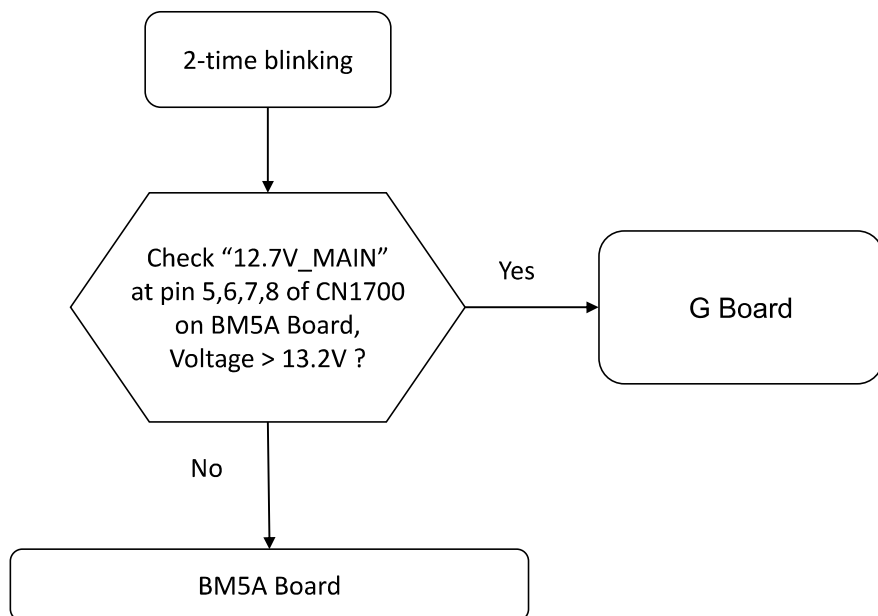 2-time blinking
Check “12.7V_MAIN”
at pin 5,6,7,8 of CN1700
on BM5A Board,
Voltage > 13.2V ?
Yes
G Board
No
BM5A Board